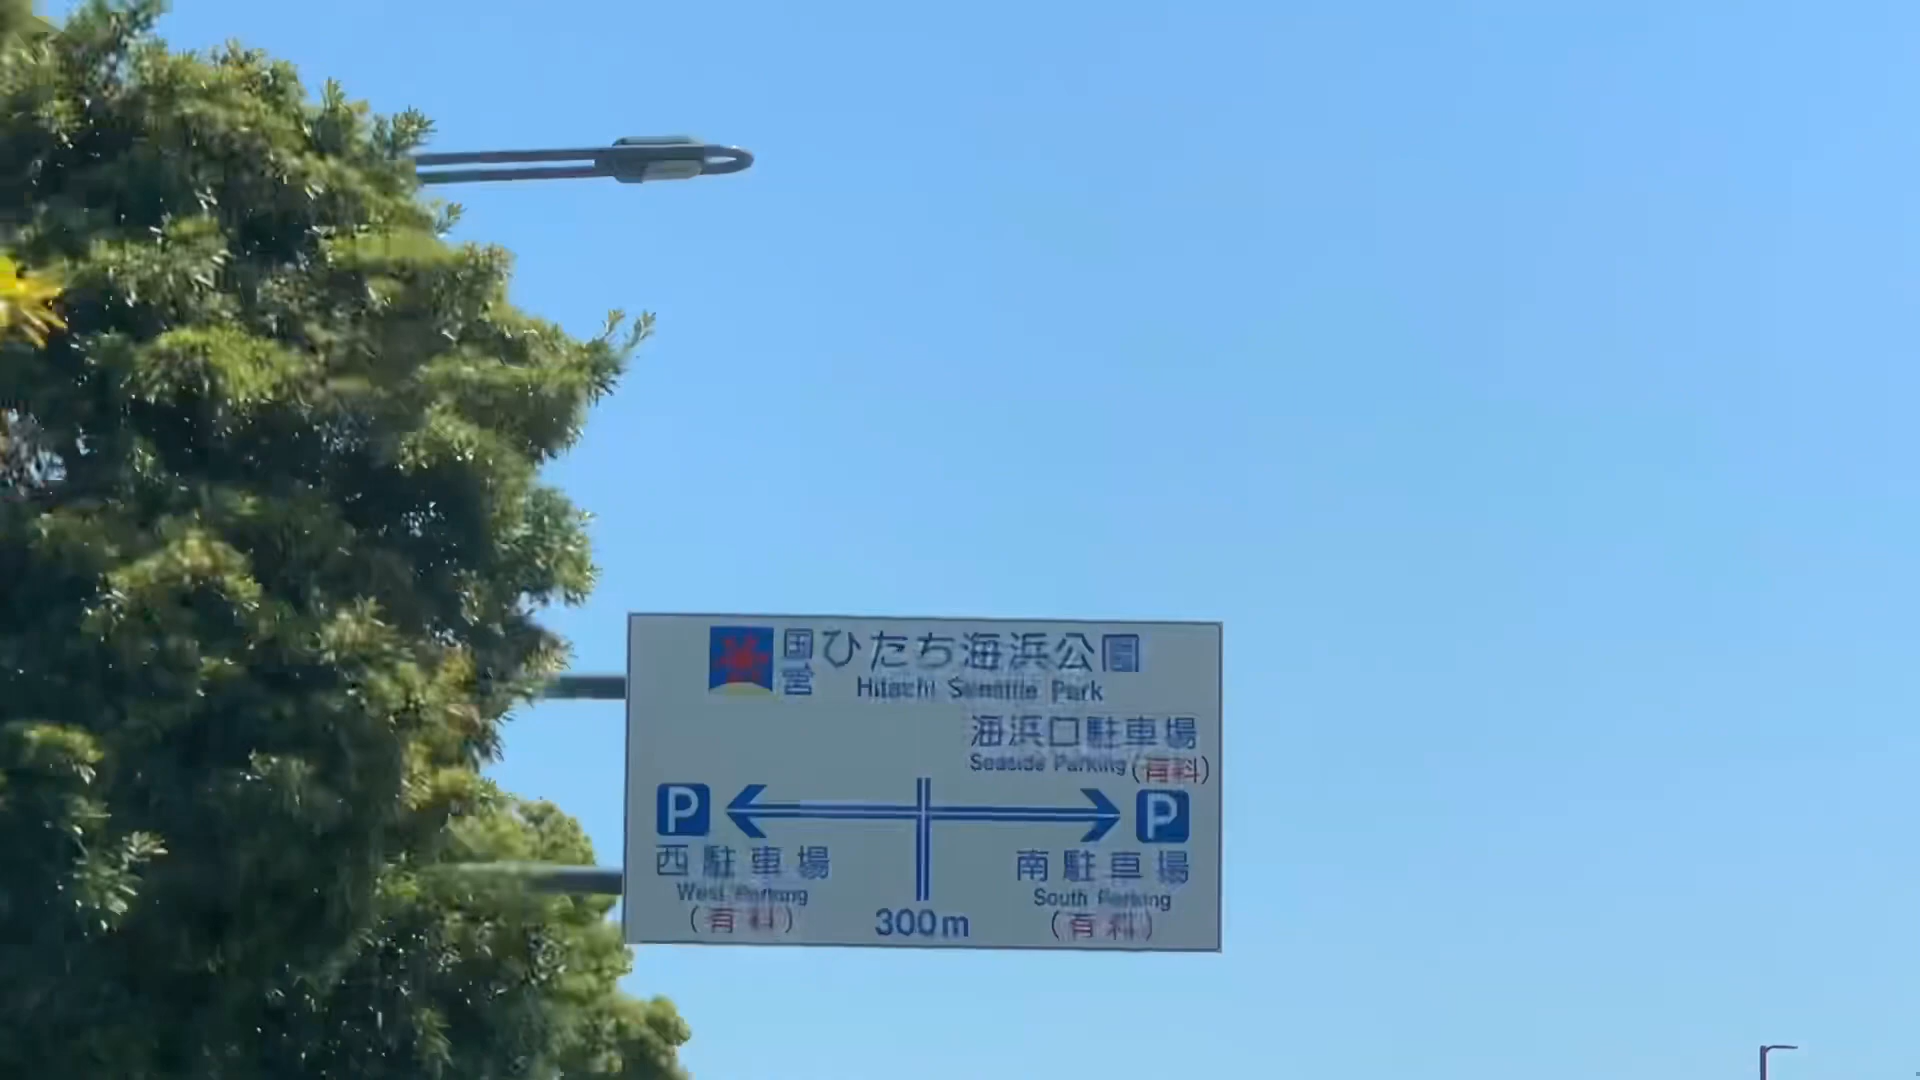 国営ひたち海浜公園
Hitachi Seaside Park
海浜口駐車場
Seaside Parking (有料)
P P
西駐車場 南駐車場
West Parking South Parking
(有料) 300m (有料)